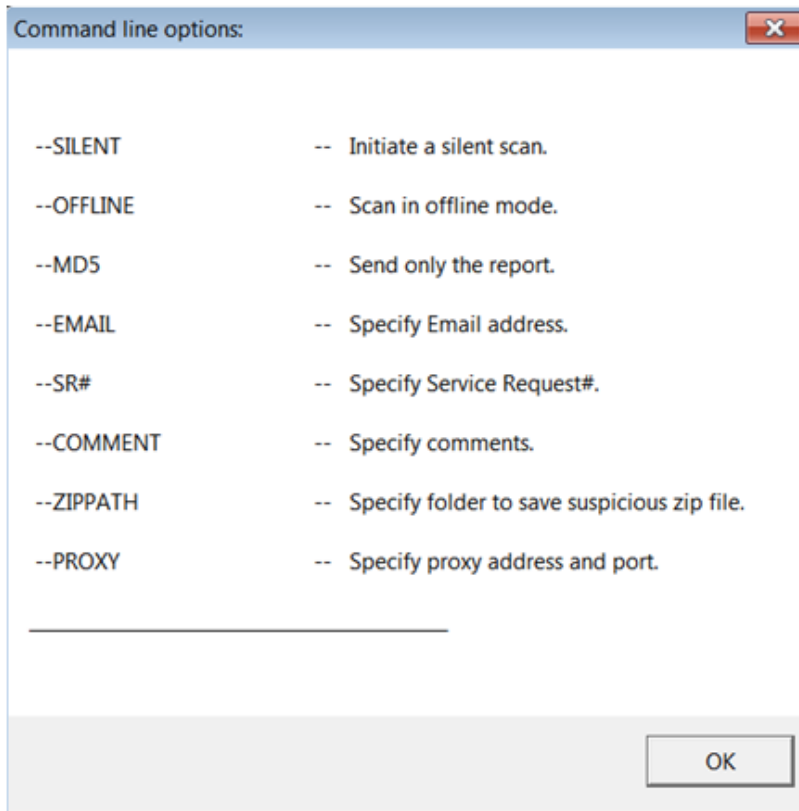 Command line options:
--SILENT -- Initiate a silent scan.
--OFFLINE -- Scan in offline mode.
--MD5 -- Send only the report.
--EMAIL -- Specify Email address.
--SR# -- Specify Service Request#.
--COMMENT -- Specify comments.
--ZIPPATH -- Specify folder to save suspicious zip file.
--PROXY -- Specify proxy address and port.
OK